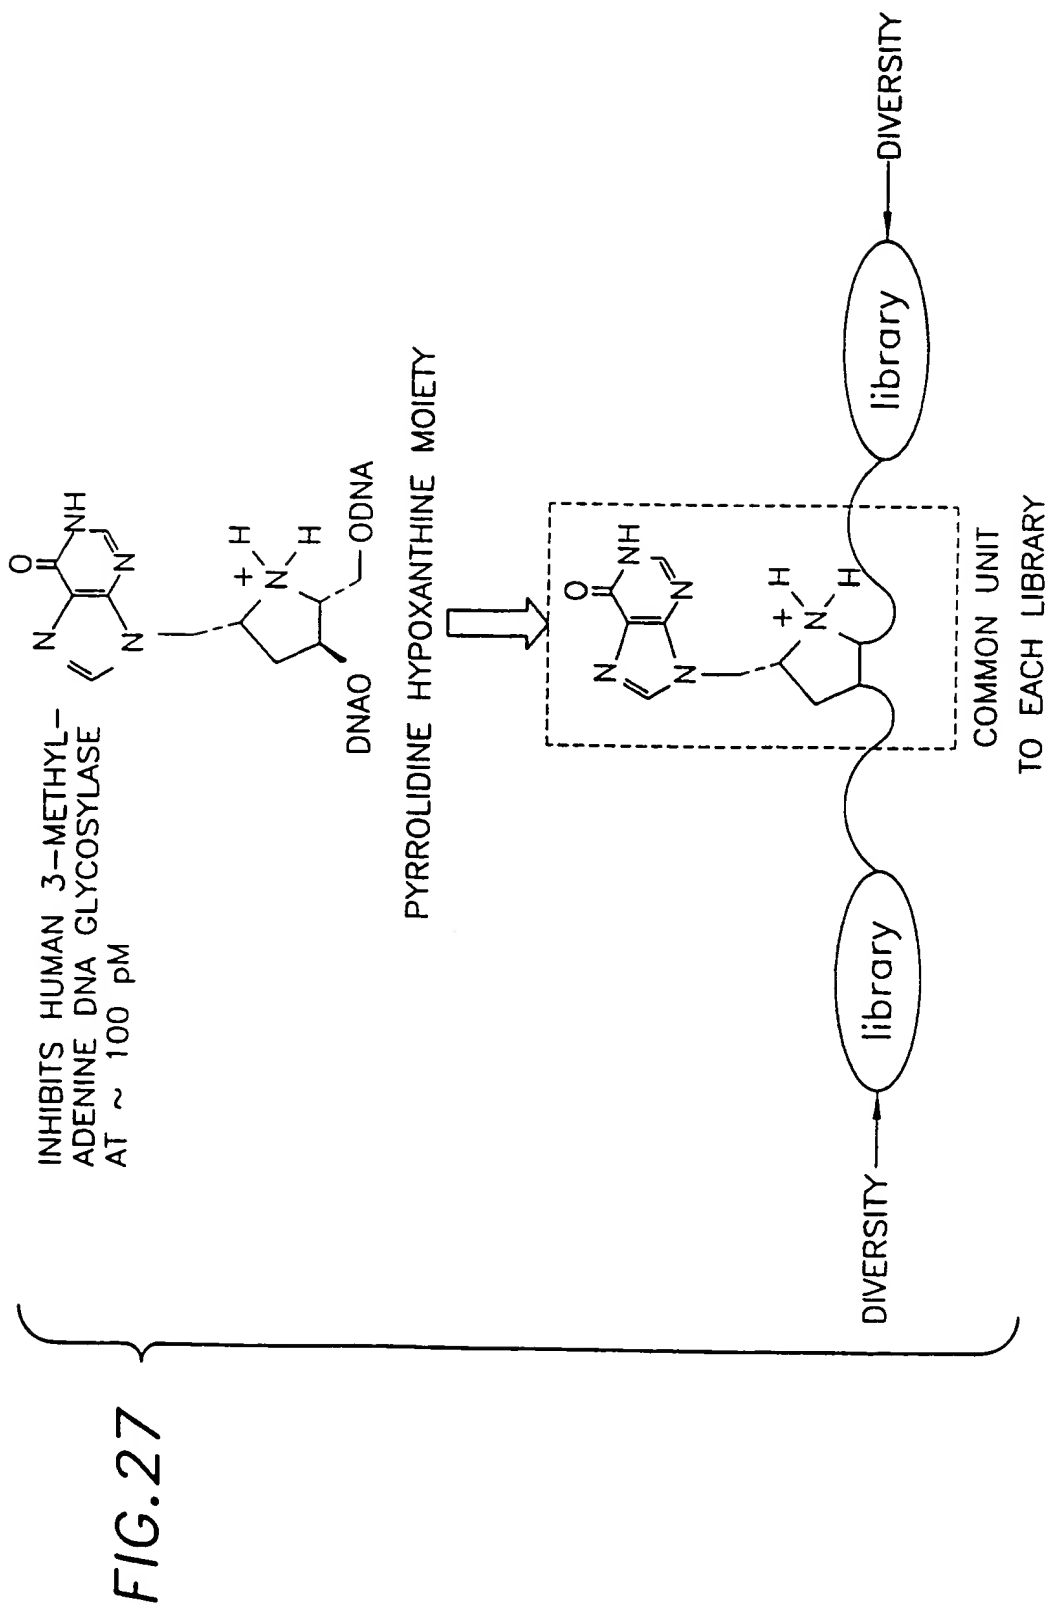 FIG.27
INHIBITS HUMAN 3-METHYL-
ADENINE DNA GLYCOSYLASE
AT ~ 100 pM
O
N
NH
N
N
+
H
N
H
DNAO
ODNA
PYRROLIDINE HYPOXANTHINE MOIETY
O
N
NH
N
N
+
H
N
H
DIVERSITY
library
library
DIVERSITY
COMMON UNIT
TO EACH LIBRARY